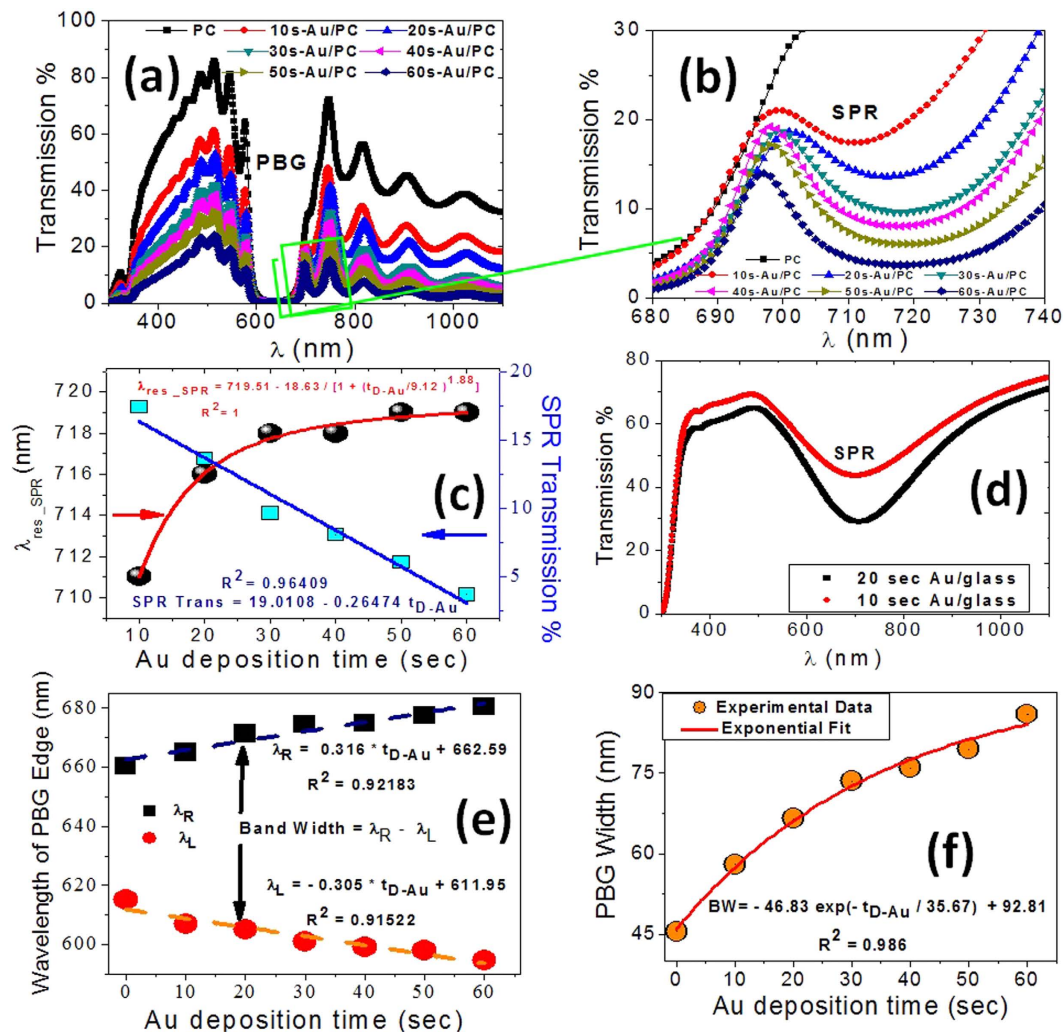 (a)
PC 10s-Au/PC 20s-Au/PC
30s-Au/PC 40s-Au/PC
50s-Au/PC 60s-Au/PC
PBG
Transmission %
100
80
60
40
20
0
400 600 800 1000
λ (nm)
(b)
SPR
PC
10s-Au/PC 20s-Au/PC 30s-Au/PC
40s-Au/PC 50s-Au/PC 60s-Au/PC
Transmission %
30
20
10
0
680 690 700 710 720 730 740
λ (nm)
(c)
λres_SPR = 719.51 - 18.63 / [1 + (tD-Au/9.12 )^1.88 ]
R² = 1
R² = 0.96409
SPR Trans = 19.0108 - 0.26474 tD-Au
λres_SPR (nm)
720
718
716
714
712
710
SPR Transmission %
20
15
10
5
10 20 30 40 50 60
Au deposition time (sec)
(d)
SPR
20 sec Au/glass
10 sec Au/glass
Transmission %
80
60
40
20
0
400 600 800 1000
λ (nm)
(e)
λR = 0.316 * tD-Au + 662.59
R² = 0.92183
λR
λL
Band Width = λR - λL
λL = - 0.305 * tD-Au + 611.95
R² = 0.91522
Wavelength of PBG Edge (nm)
680
660
640
620
600
0 10 20 30 40 50 60
Au deposition time (sec)
(f)
Experimental Data
Exponential Fit
BW= - 46.83 exp(- tD-Au / 35.67) + 92.81
R² = 0.986
PBG Width (nm)
90
75
60
45
0 10 20 30 40 50 60
Au deposition time (sec)